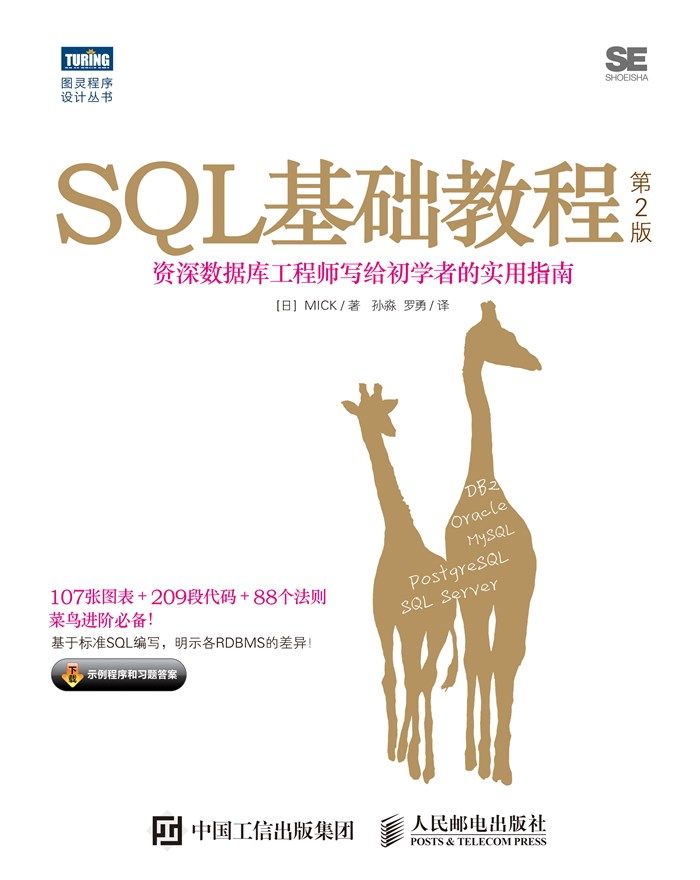 TURING
图灵程序
设计丛书
SE
SHOEISHA
SQL基础教程 第2版
资深数据库工程师写给初学者的实用指南
[日] MICK / 著 孙淼 罗勇 / 译
DB2
Oracle
MySQL
PostgreSQL
SQL Server
107张图表 + 209段代码 + 88个法则
菜鸟进阶必备！
基于标准SQL编写，明示各RDBMS的差异！
下载 示例程序和习题答案
中国工信出版集团
人民邮电出版社
POSTS & TELECOM PRESS